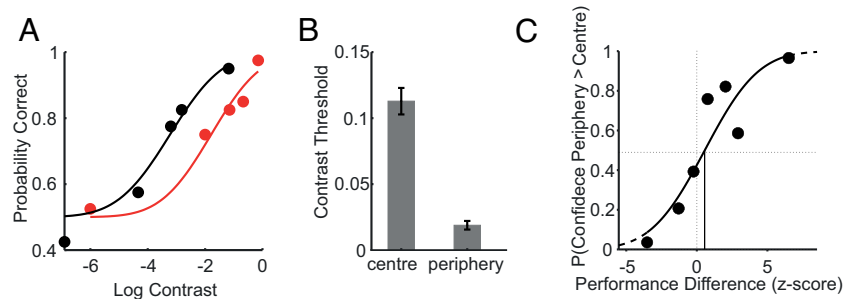 A
Probability Correct
1
0.8
0.6
0.4
-6 -4 -2 0
Log Contrast
B
Contrast Threshold
0.15
0.1
0.05
0
centre periphery
C
P(Confidece Periphery > Centre)
1
0.8
0.6
0.4
0.2
0
-5 0 5
Performance Difference (z-score)